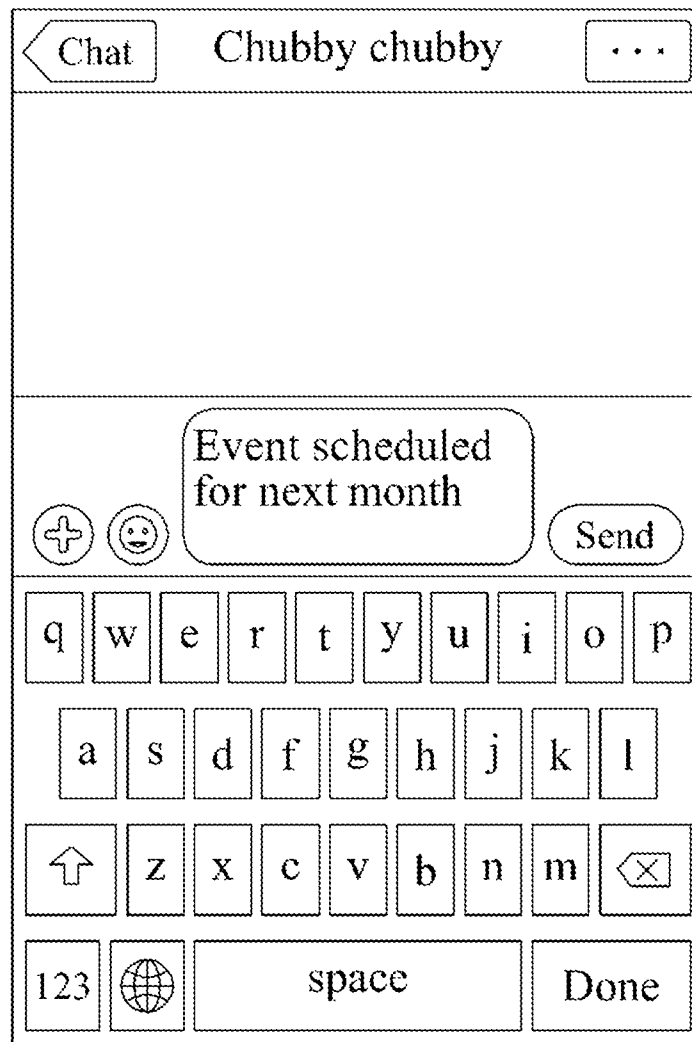 Chat Chubby chubby ...
Event scheduled
for next month
Send
q w e r t y u i o p
a s d f g h j k l
z x c v b n m
123 space Done